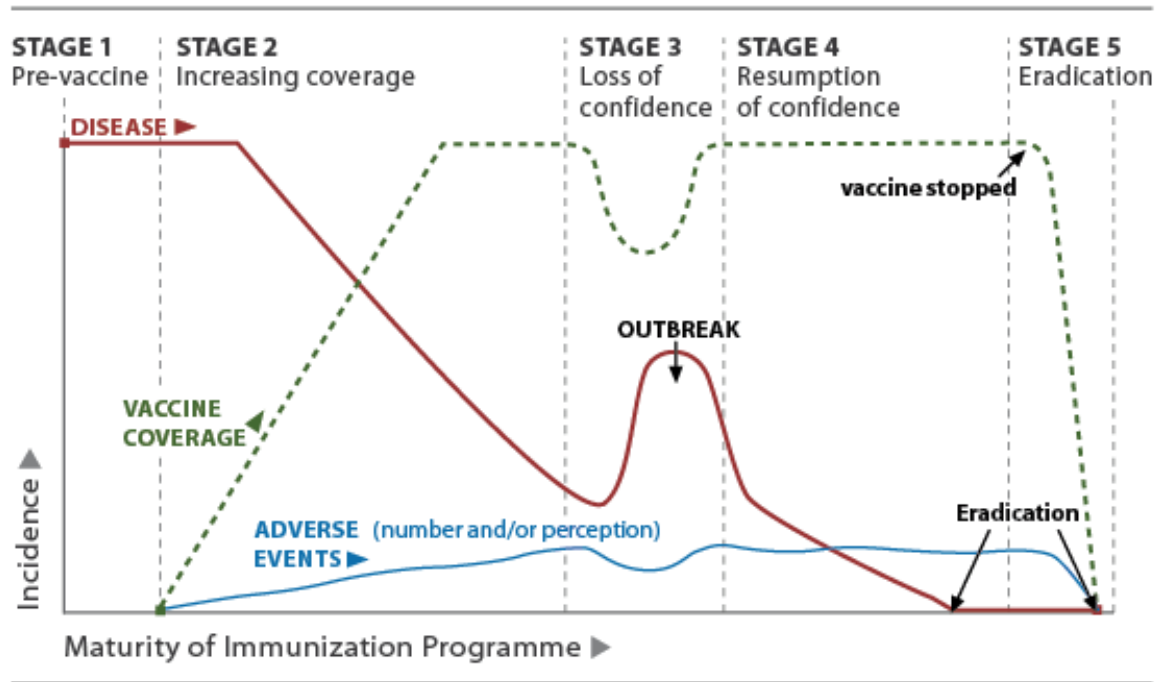 STAGE 1
Pre-vaccine
STAGE 2
Increasing coverage
STAGE 3
Loss of
confidence
STAGE 4
Resumption
of confidence
STAGE 5
Eradication
DISEASE ►
vaccine stopped
OUTBREAK
VACCINE
COVERAGE
ADVERSE (number and/or perception)
EVENTS ►
Eradication
Incidence ►
Maturity of Immunization Programme ►